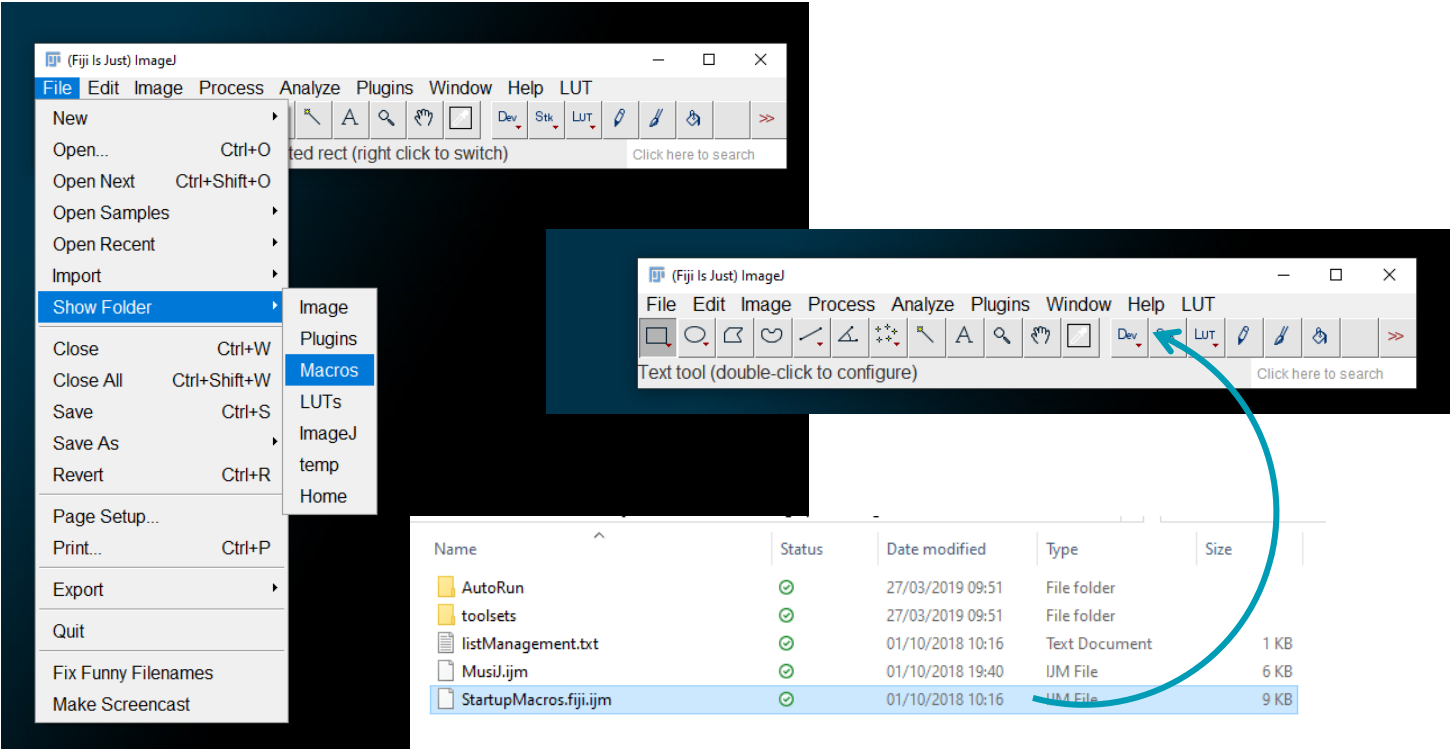 (Fiji Is Just) ImageJ
File Edit Image Process Analyze Plugins Window Help LUT
A Dev Stk LUT >>
ted rect (right click to switch) Click here to search
New
Open... Ctrl+O
Open Next Ctrl+Shift+O
Open Samples
Open Recent
Import
Show Folder
Close Ctrl+W
Close All Ctrl+Shift+W
Save Ctrl+S
Save As
Revert Ctrl+R
Page Setup...
Print... Ctrl+P
Export
Quit
Fix Funny Filenames
Make Screencast
Image
Plugins
Macros
LUTs
ImageJ
temp
Home
(Fiji Is Just) ImageJ
File Edit Image Process Analyze Plugins Window Help LUT
A Dev LUT >>
Text tool (double-click to configure) Click here to search
Name Status Date modified Type Size
AutoRun 27/03/2019 09:51 File folder
toolsets 27/03/2019 09:51 File folder
listManagement.txt 01/10/2018 10:16 Text Document 1 KB
MusiJ.ijm 01/10/2018 19:40 IJM File 6 KB
StartupMacros.fiji.ijm 01/10/2018 10:16 IJM File 9 KB